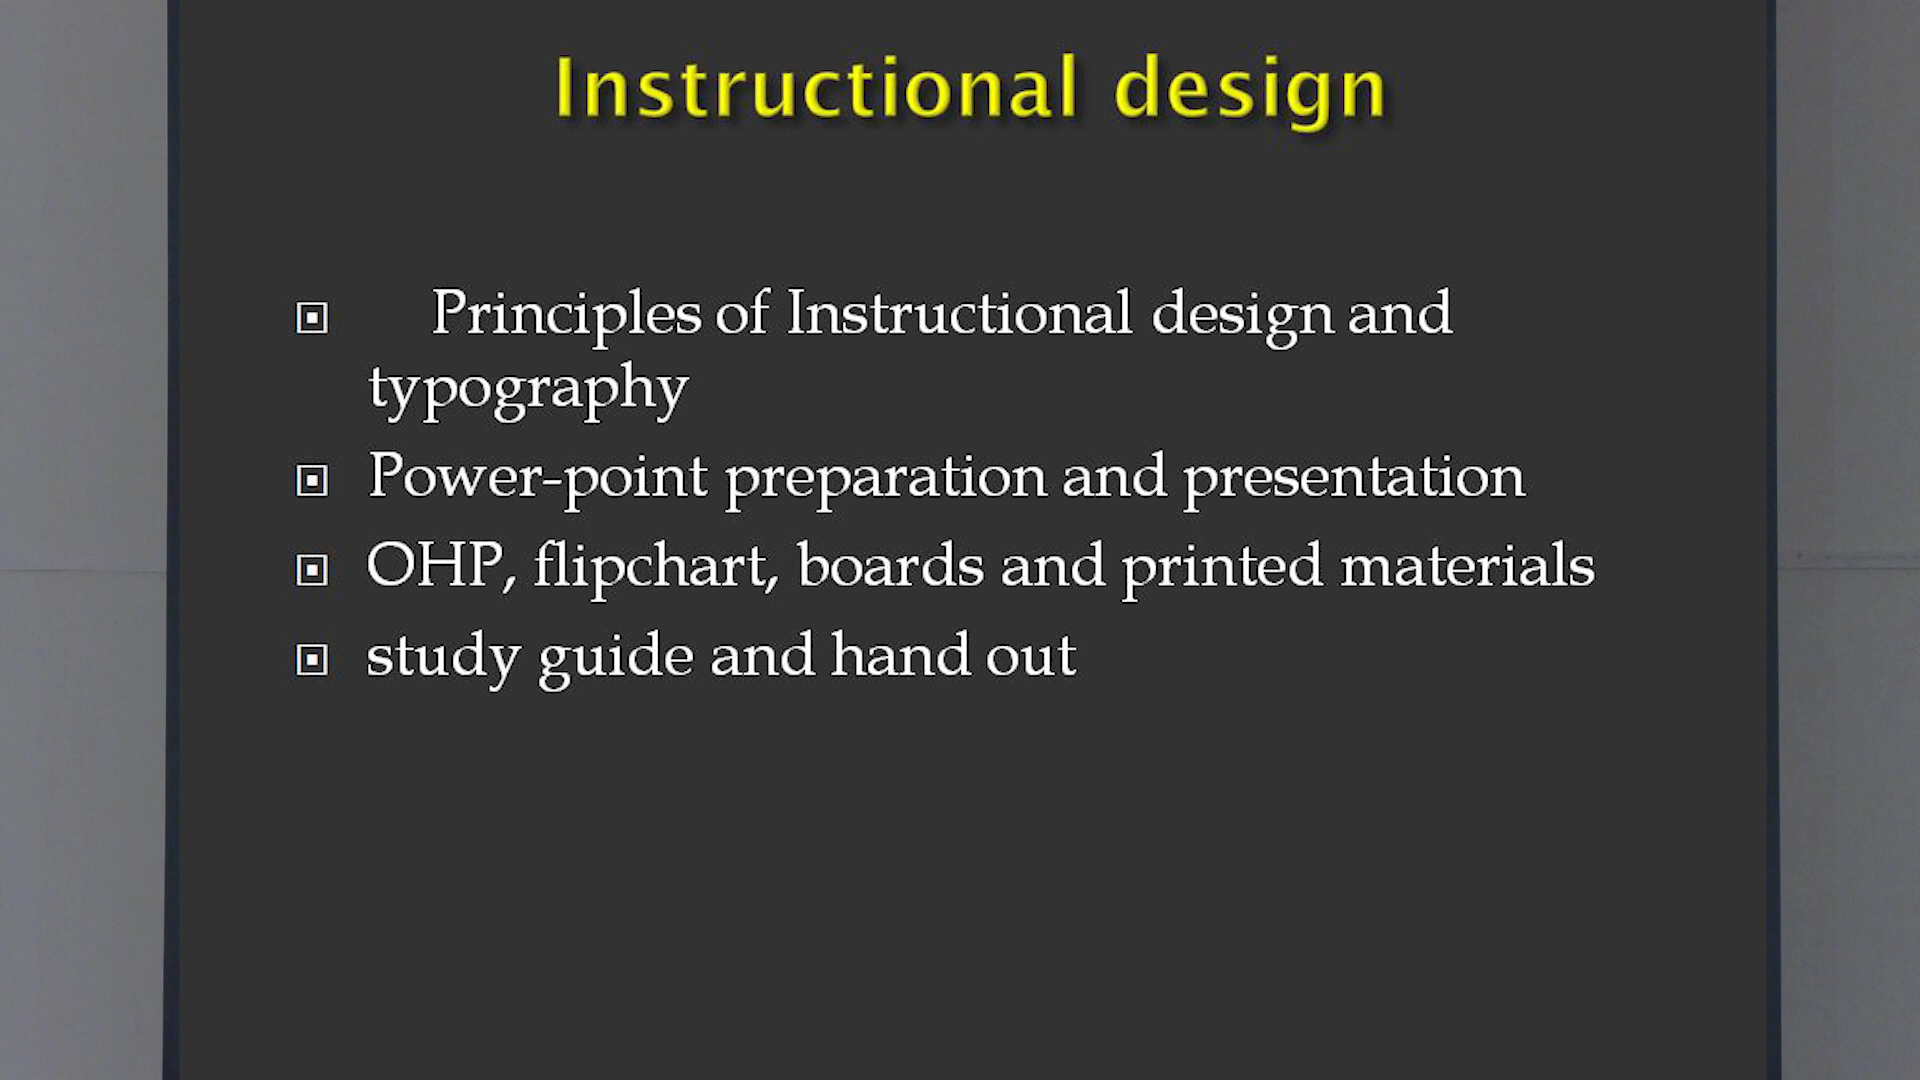 Instructional design
Principles of Instructional design and
typography
Power-point preparation and presentation
OHP, flipchart, boards and printed materials
study guide and hand out